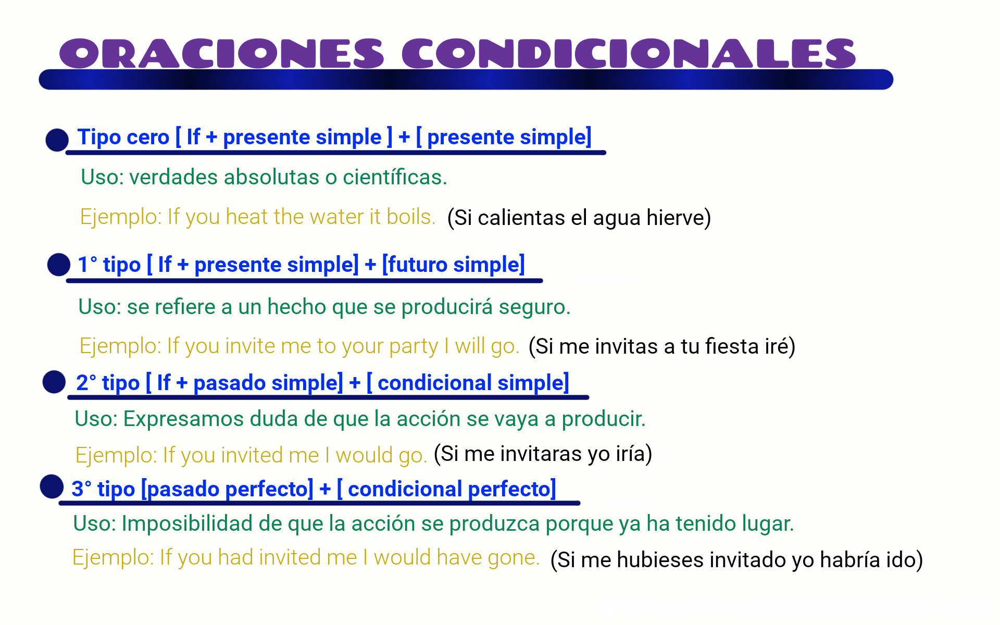 ORACIONES CONDICIONALES
Tipo cero [ If + presente simple ] + [ presente simple]
Uso: verdades absolutas o científicas.
Ejemplo: If you heat the water it boils. (Si calientas el agua hierve)
1° tipo [ If + presente simple] + [futuro simple]
Uso: se refiere a un hecho que se producirá seguro.
Ejemplo: If you invite me to your party I will go. (Si me invitas a tu fiesta iré)
2° tipo [ If + pasado simple] + [ condicional simple]
Uso: Expresamos duda de que la acción se vaya a producir.
Ejemplo: If you invited me I would go. (Si me invitaras yo iría)
3° tipo [pasado perfecto] + [ condicional perfecto]
Uso: Imposibilidad de que la acción se produzca porque ya ha tenido lugar.
Ejemplo: If you had invited me I would have gone. (Si me hubieses invitado yo habría ido)